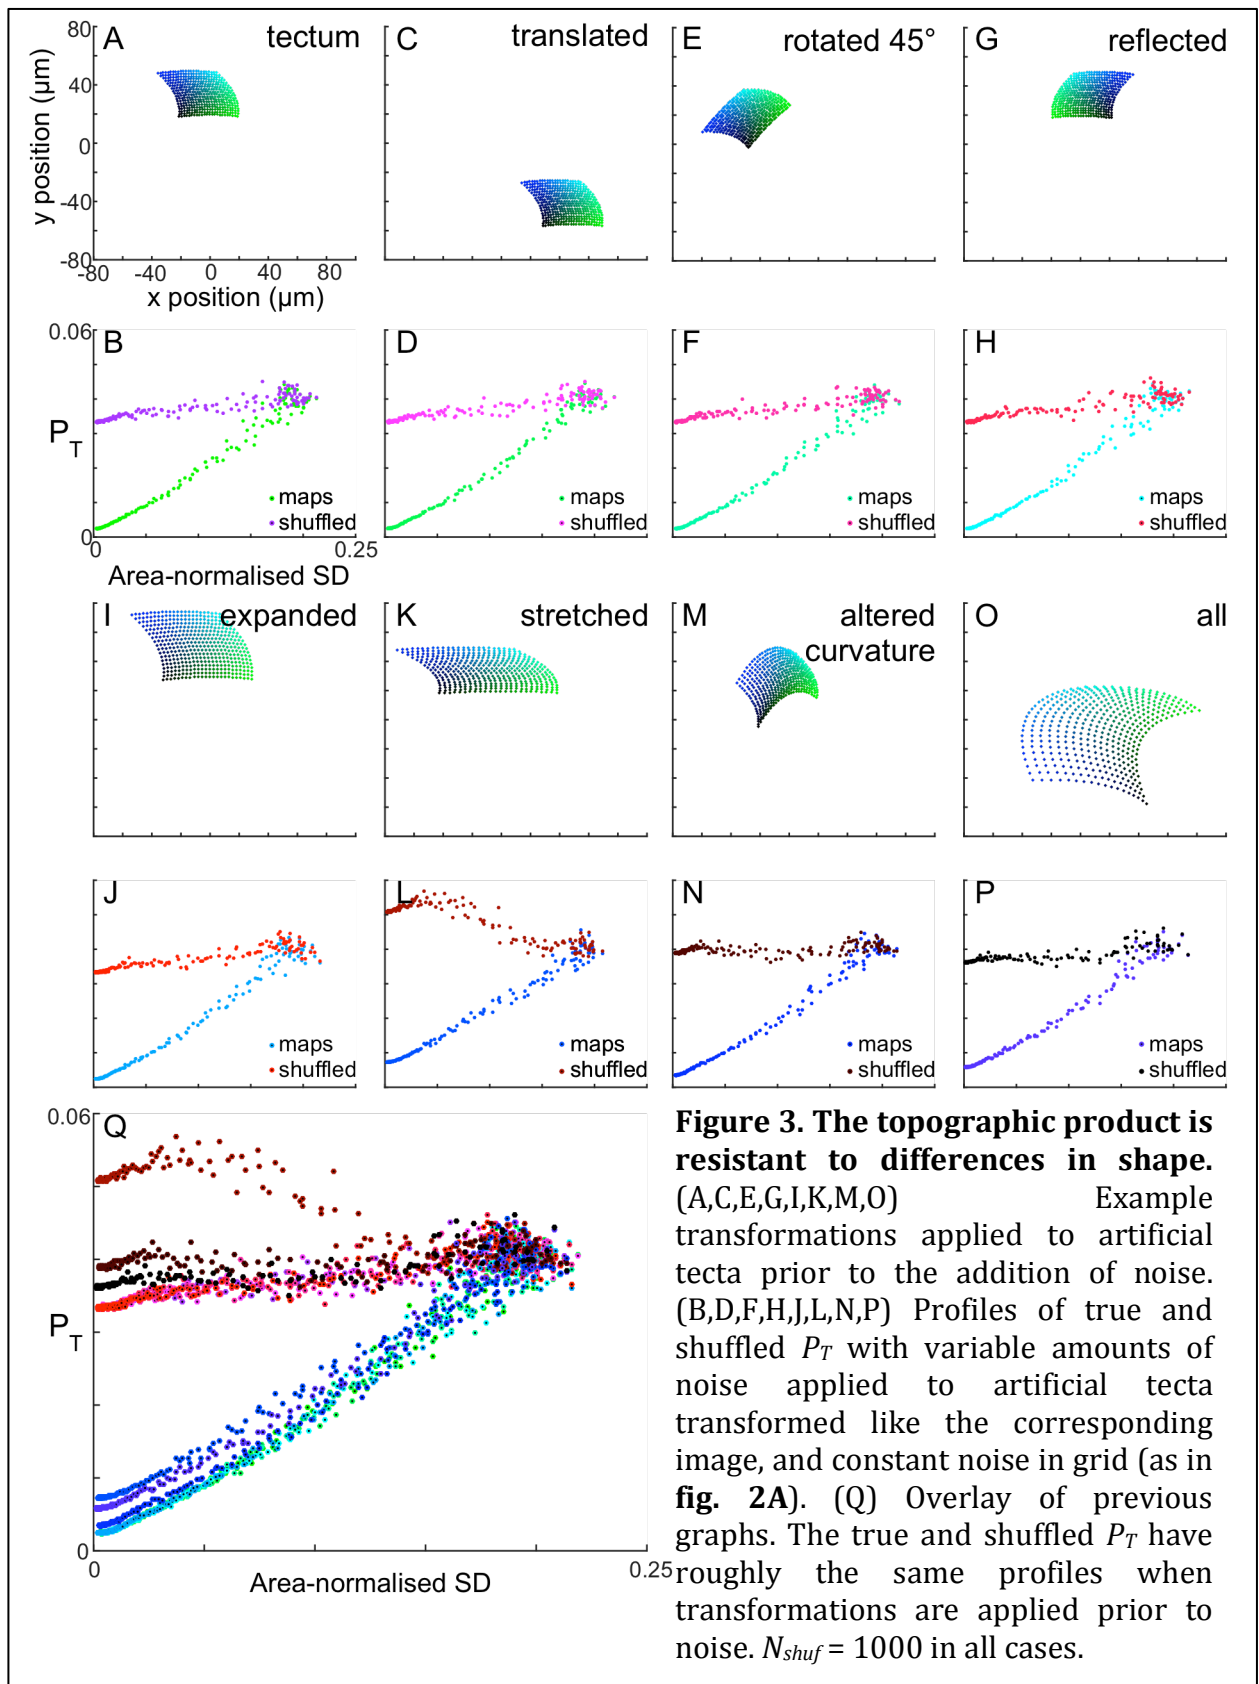 A tectum
C translated
E rotated 45°
G reflected
80
40
0
-40
-80
y position (µm)
-80 -40 0 40 80
x position (µm)
0.06
B
D
F
H
P_T
maps
shuffled
maps
shuffled
maps
shuffled
maps
shuffled
0
0 0.25
Area-normalised SD
I expanded
K stretched
M altered
curvature
O all
J
L
N
P
maps
shuffled
maps
shuffled
maps
shuffled
maps
shuffled
0.06
Q
P_T
0
0 0.25
Area-normalised SD
Figure 3. The topographic product is
resistant to differences in shape.
(A,C,E,G,I,K,M,O) Example
transformations applied to artificial
tecta prior to the addition of noise.
(B,D,F,H,J,L,N,P) Profiles of true and
shuffled P_T with variable amounts of
noise applied to artificial tecta
transformed like the corresponding
image, and constant noise in grid (as in
fig. 2A). (Q) Overlay of previous
graphs. The true and shuffled P_T have
roughly the same profiles when
transformations are applied prior to
noise. N_shuf = 1000 in all cases.